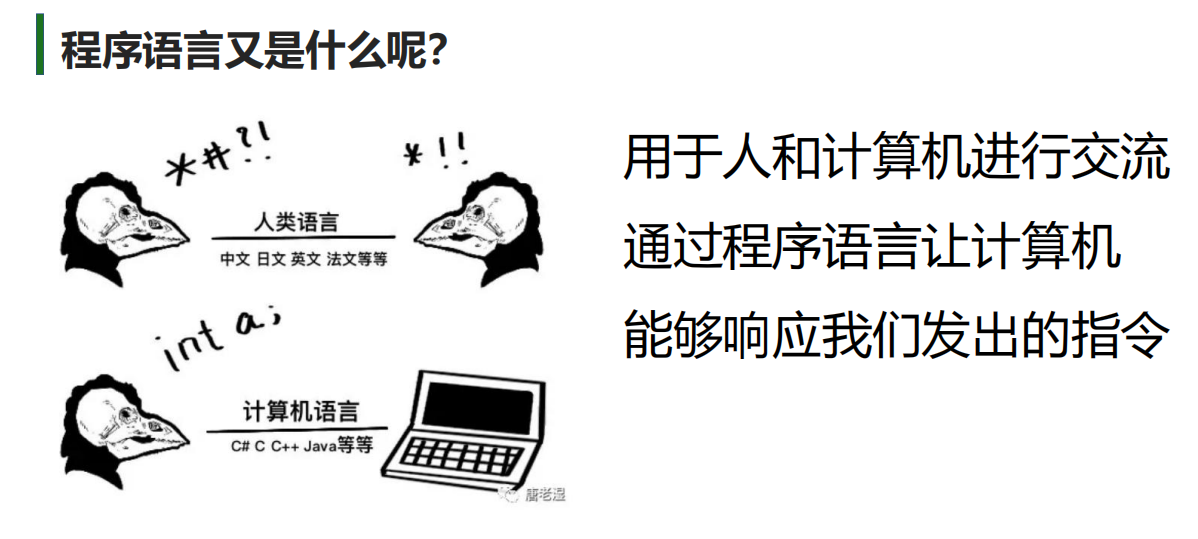 程序语言又是什么呢？
*#?!
*!!
人类语言
中文 日文 英文 法文等等
int a;
计算机语言
C# C C++ Java等等
唐老湿
用于人和计算机进行交流
通过程序语言让计算机
能够响应我们发出的指令